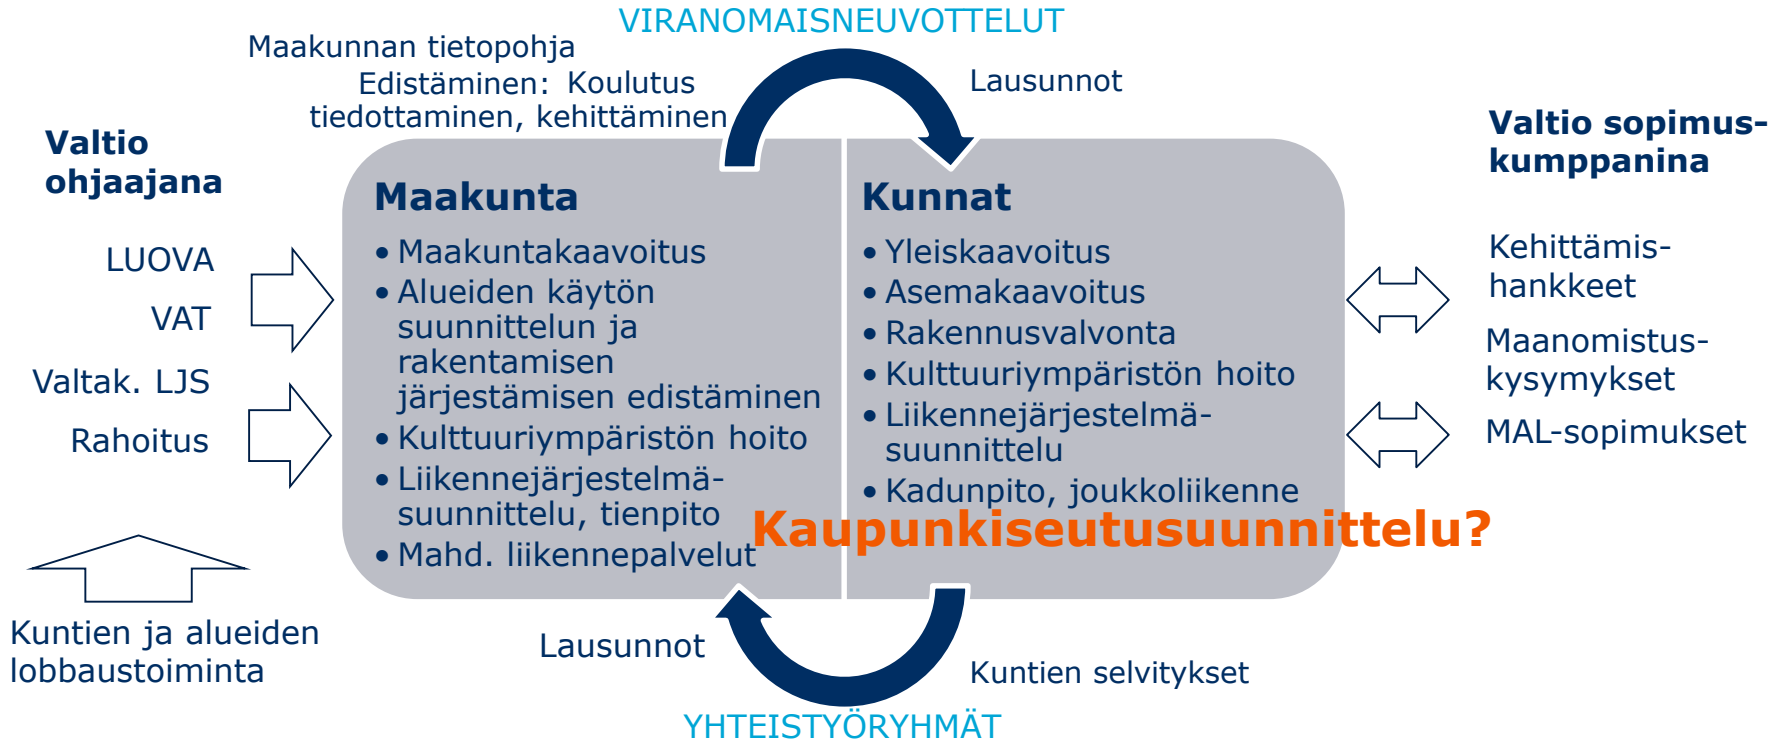 VIRANOMAISNEUVOTTELUT
Maakunnan tietopohja
Edistäminen: Koulutus
tiedottaminen, kehittäminen
Lausunnot
Valtio
ohjaajana
LUOVA
VAT
Valtak. LJS
Rahoitus
Kuntien ja alueiden
lobbaustoiminta
Maakunta
• Maakuntakaavoitus
• Alueiden käytön
suunnittelun ja
rakentamisen
järjestämisen edistäminen
• Kulttuuriympäristön hoito
• Liikennejärjestelmä-
suunnittelu, tienpito
• Mahd. liikennepalvelut
Kunnat
• Yleiskaavoitus
• Asemakaavoitus
• Rakennusvalvonta
• Kulttuuriympäristön hoito
• Liikennejärjestelmä-
suunnittelu
• Kadunpito, joukkoliikenne
Kaupunkiseutusuunnittelu?
Valtio sopimus-
kumppanina
Kehittämis-
hankkeet
Maanomistus-
kysymykset
MAL-sopimukset
Lausunnot
Kuntien selvitykset
YHTEISTYÖRYHMÄT